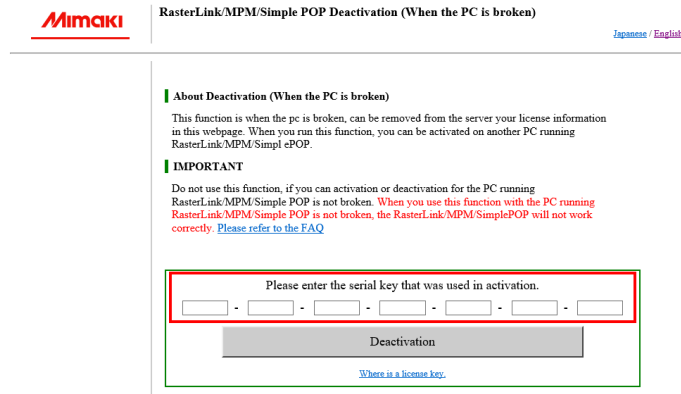 Mimaki
RasterLink/MPM/Simple POP Deactivation (When the PC is broken)
Japanese / English
About Deactivation (When the PC is broken)
This function is when the pc is broken, can be removed from the server your license information
in this webpage. When you run this function, you can be activated on another PC running
RasterLink/MPM/Simpl ePOP.
IMPORTANT
Do not use this function, if you can activation or deactivation for the PC running
RasterLink/MPM/Simple POP is not broken. When you use this function with the PC running
RasterLink/MPM/Simple POP is not broken, the RasterLink/MPM/SimplePOP will not work
correctly. Please refer to the FAQ
Please enter the serial key that was used in activation.
- - - - - -
Deactivation
Where is a license key.